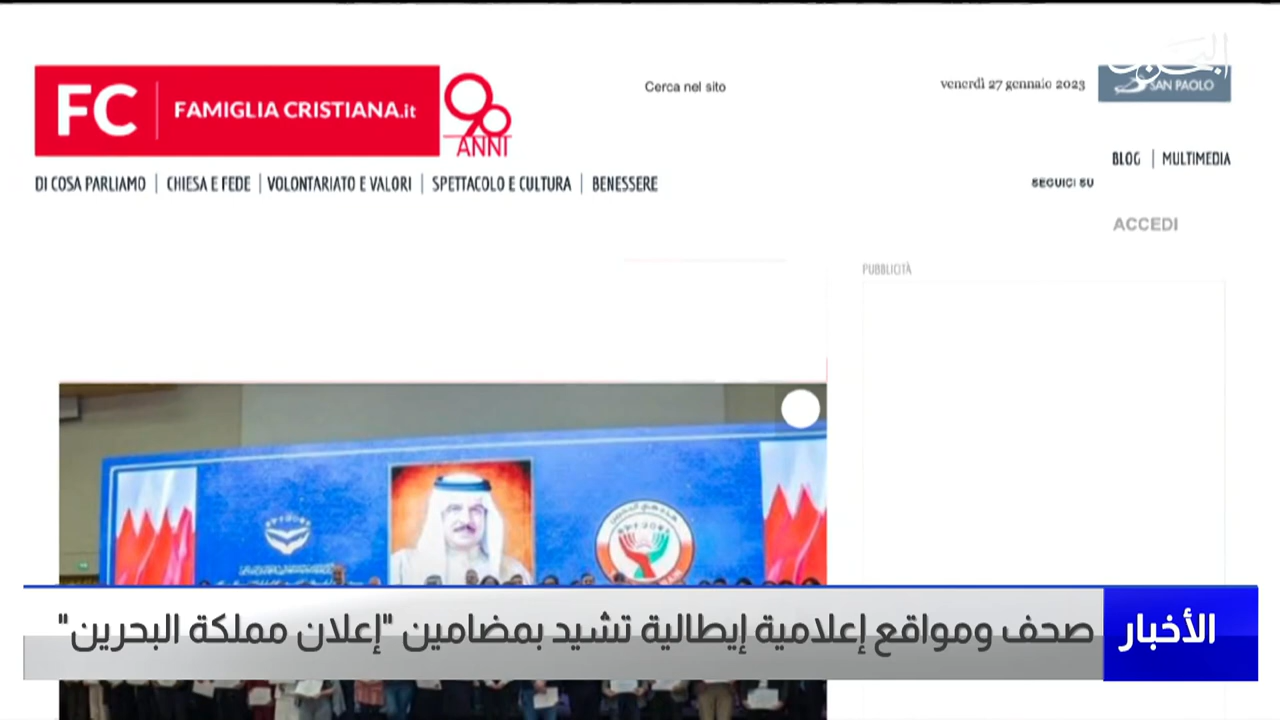 البحرين
FC FAMIGLIA CRISTIANA.it
90 ANNI
Cerca nel sito
venerdì 27 gennaio 2023
SAN PAOLO
BLOG | MULTIMEDIA
DI COSA PARLIAMO | CHIESA E FEDE | VOLONTARIATO E VALORI | SPETTACOLO E CULTURA | BENESSERE
SEGUICI SU
ACCEDI
PUBBLICITÀ
الأخبار
صحف ومواقع إعلامية إيطالية تشيد بمضامين "إعلان مملكة البحرين"